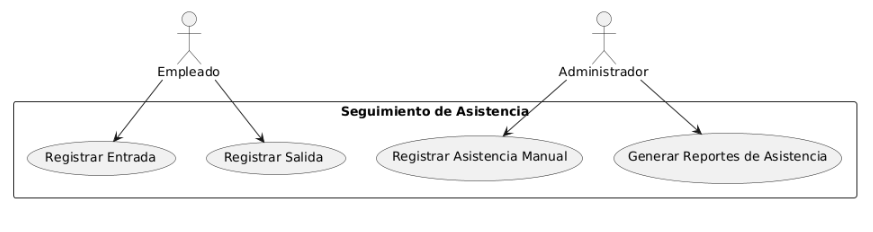 Empleado
Administrador
Seguimiento de Asistencia
Registrar Entrada
Registrar Salida
Registrar Asistencia Manual
Generar Reportes de Asistencia